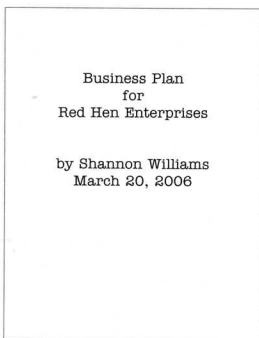 Business Plan
for
Red Hen Enterprises
by Shannon Williams
March 20, 2006